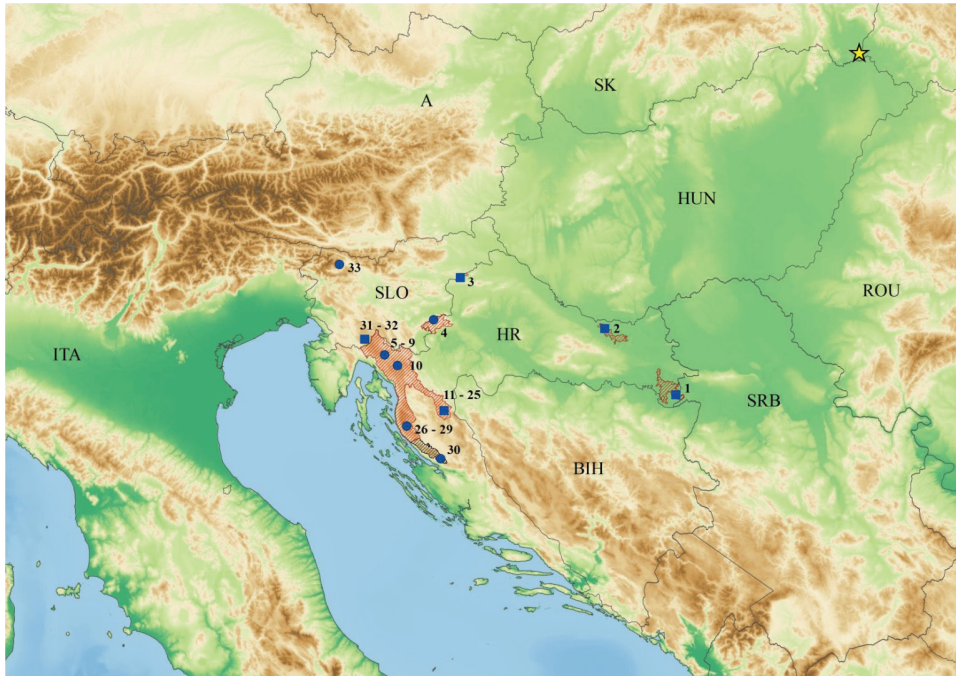 SK
A
HUN
33
3
SLO
ROU
31 - 32
4
2
HR
5 - 9
ITA
10
1
SRB
11 - 25
26 - 29
30
BIH